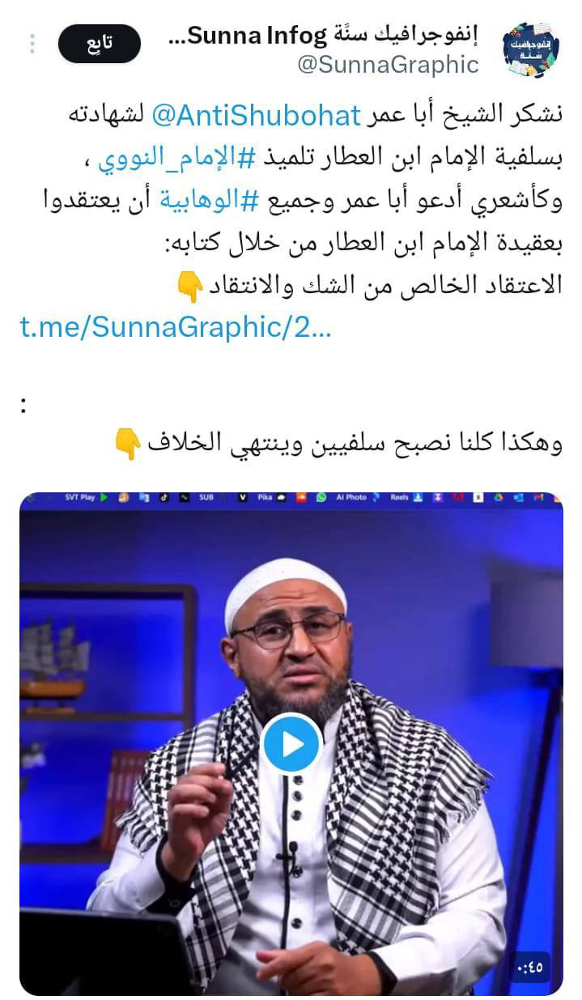 إنفوجرافيك سنَّة Sunna Infog...
@SunnaGraphic
تابِع
إنفوجرافيك
سنة
نشكر الشيخ أبا عمر @AntiShubohat لشهادته
بسلفية الإمام ابن العطار تلميذ #الإمام_النووي ،
وكأشعري أدعو أبا عمر وجميع #الوهابية أن يعتقدوا
بعقيدة الإمام ابن العطار من خلال كتابه:
الاعتقاد الخالص من الشك والانتقاد👇
t.me/SunnaGraphic/2...
:
وهكذا كلنا نصبح سلفيين وينتهي الخلاف👇
SVT Play SUB Pika AI Photo Reels
٠:٤٥